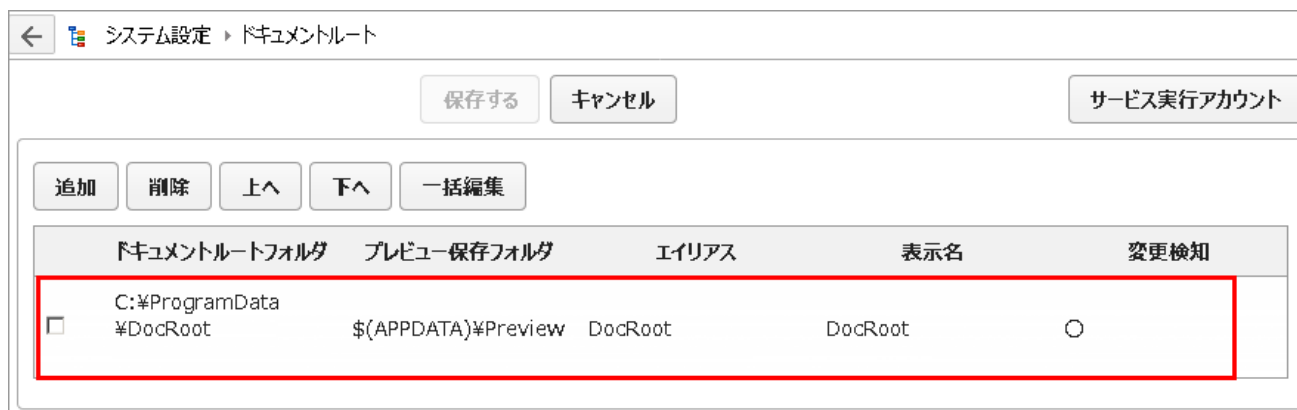 システム設定 ▸ ドキュメントルート
保存する キャンセル サービス実行アカウント
追加 削除 上へ 下へ 一括編集
ドキュメントルートフォルダ プレビュー保存フォルダ エイリアス 表示名 変更検知
C:¥ProgramData
¥DocRoot $(APPDATA)¥Preview DocRoot DocRoot ○